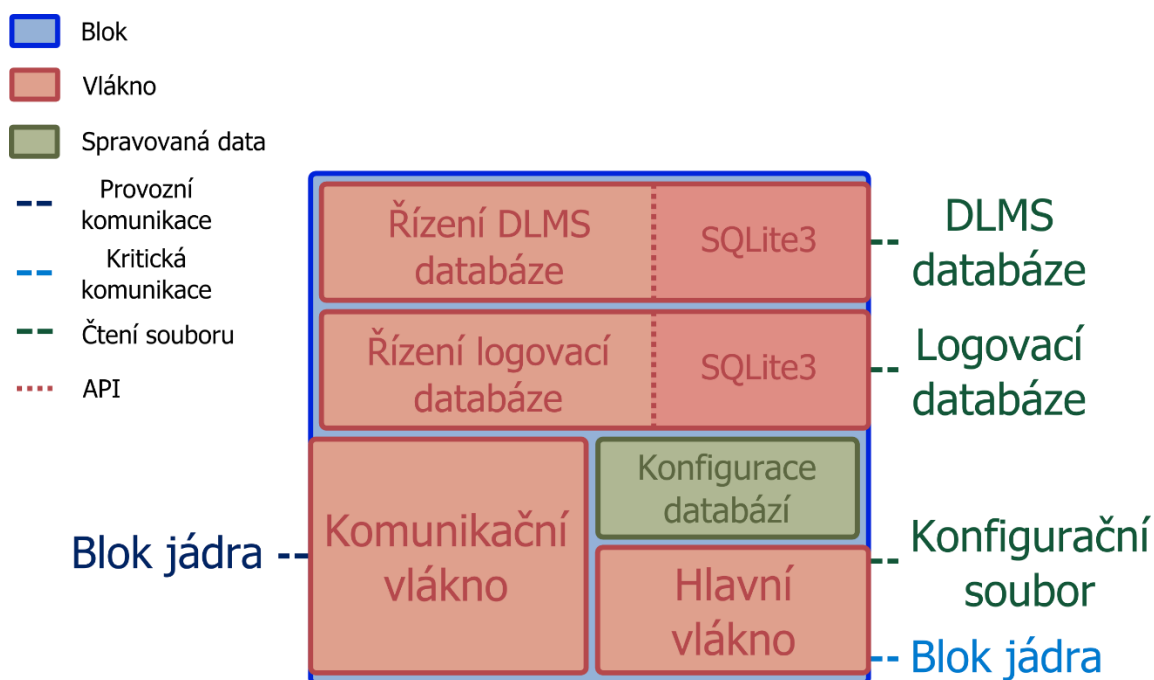 Blok
Vlákno
Spravovaná data
Provozní
komunikace
Kritická
komunikace
Čtení souboru
API
Řízení DLMS
databáze
SQLite3
DLMS
databáze
Řízení logovací
databáze
SQLite3
Logovací
databáze
Blok jádra
Komunikační
vlákno
Konfigurace
databází
Hlavní
vlákno
Konfigurační
soubor
Blok jádra